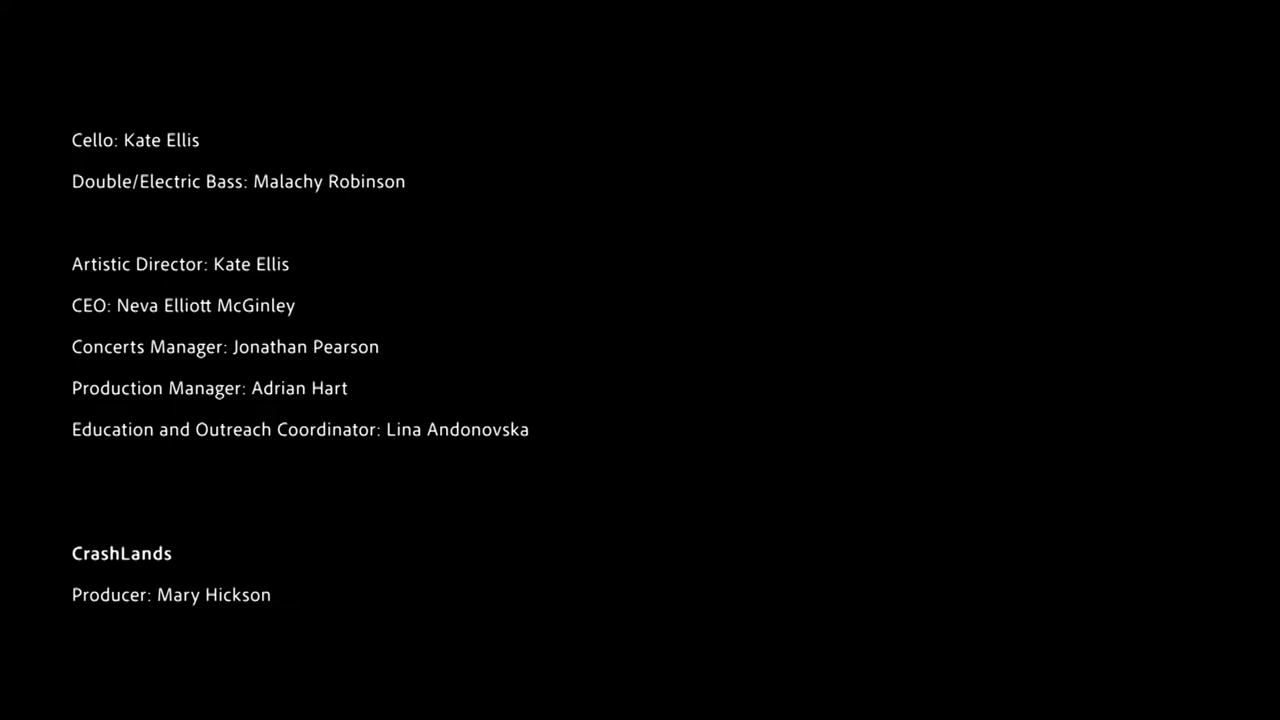 Cello: Kate Ellis
Double/Electric Bass: Malachy Robinson
Artistic Director: Kate Ellis
CEO: Neva Elliott McGinley
Concerts Manager: Jonathan Pearson
Production Manager: Adrian Hart
Education and Outreach Coordinator: Lina Andonovska
CrashLands
Producer: Mary Hickson